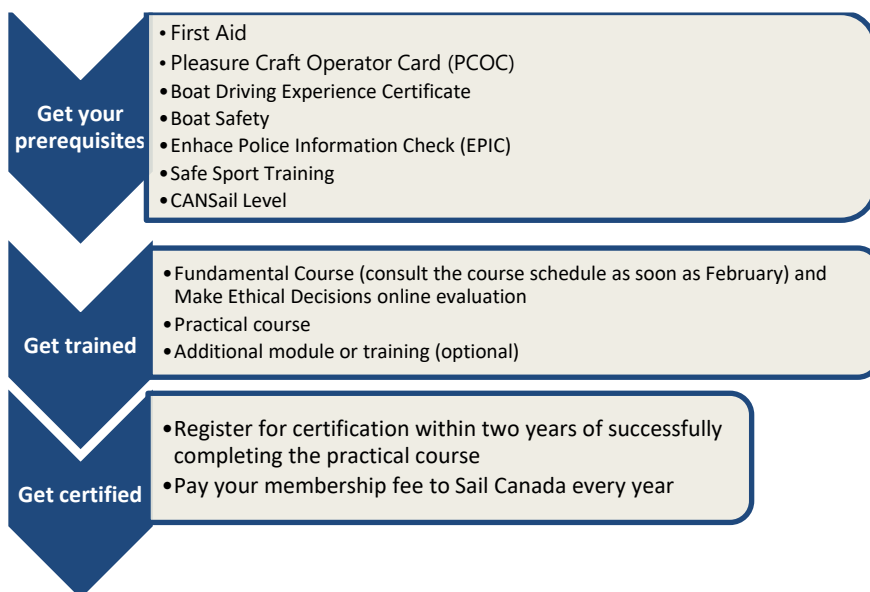 Get your
prerequisites
• First Aid
• Pleasure Craft Operator Card (PCOC)
• Boat Driving Experience Certificate
• Boat Safety
• Enhace Police Information Check (EPIC)
• Safe Sport Training
• CANSail Level
Get trained
• Fundamental Course (consult the course schedule as soon as February) and
Make Ethical Decisions online evaluation
• Practical course
• Additional module or training (optional)
Get certified
• Register for certification within two years of successfully
completing the practical course
• Pay your membership fee to Sail Canada every year